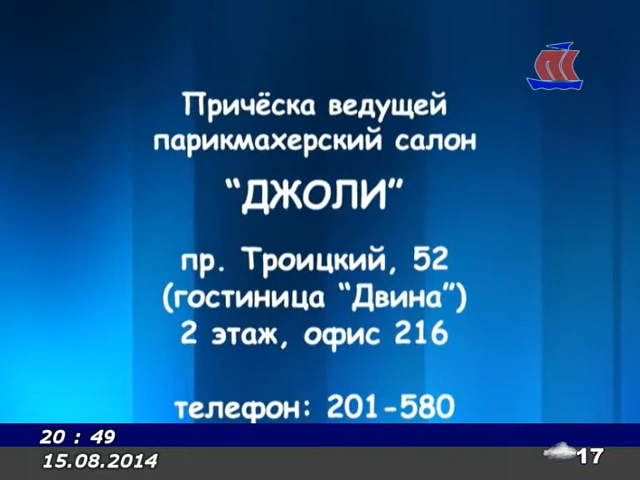 Причёска ведущей
парикмахерский салон
“ДЖОЛИ”
пр. Троицкий, 52
(гостиница “Двина”)
2 этаж, офис 216
телефон: 201-580
20 : 49
15.08.2014
17